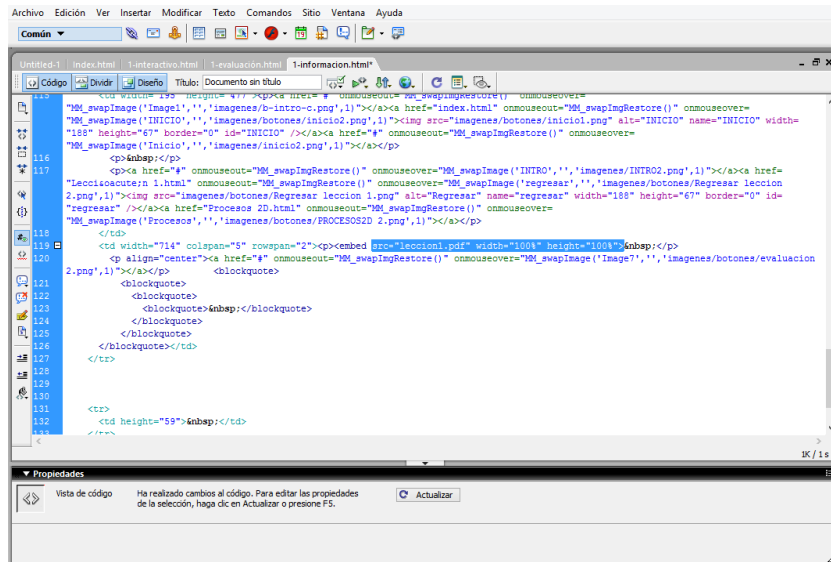 Archivo Edición Ver Insertar Modificar Texto Comandos Sitio Ventana Ayuda
Común
Untitled-1 Index.html 1-interactivo.html 1-evaluación.html 1-informacion.html*
Código Dividir Diseño Título: Documento sin título
115 <td width="195" height="477"><p><a href="#" onmouseout="MM_swapImgRestore()" onmouseover=
"MM_swapImage('Image1','','imagenes/b-intro-c.png',1)"></a><a href="index.html" onmouseout="MM_swapImgRestore()" onmouseover=
"MM_swapImage('INICIO','','imagenes/botones/inicio2.png',1)"><img src="imagenes/botones/inicio1.png" alt="INICIO" name="INICIO" width=
"188" height="67" border="0" id="INICIO" /></a><a href="#" onmouseout="MM_swapImgRestore()" onmouseover=
"MM_swapImage('Inicio','','imagenes/inicio2.png',1)"></a></p>
116 <p>&nbsp;</p>
117 <p><a href="#" onmouseout="MM_swapImgRestore()" onmouseover="MM_swapImage('INTRO','','imagenes/INTRO2.png',1)"></a><a href=
"Lecci&oacute;n 1.html" onmouseout="MM_swapImgRestore()" onmouseover="MM_swapImage('regresar','','imagenes/botones/Regresar leccion
2.png',1)"><img src="imagenes/botones/Regresar leccion 1.png" alt="Regresar" name="regresar" width="188" height="67" border="0" id=
"regresar" /></a><a href="Procesos 2D.html" onmouseout="MM_swapImgRestore()" onmouseover=
"MM_swapImage('Procesos','','imagenes/botones/PROCESOS2D 2.png',1)"></a></p>
118 </td>
119 <td width="714" colspan="5" rowspan="2"><p><embed src="leccion1.pdf" width="100%" height="100%">&nbsp;</p>
120 <p align="center"><a href="#" onmouseout="MM_swapImgRestore()" onmouseover="MM_swapImage('Image7','','imagenes/botones/evaluacion
2.png',1)"></a></p> <blockquote>
121 <blockquote>
122 <blockquote>
123 <blockquote>&nbsp;</blockquote>
124 </blockquote>
125 </blockquote>
126 </blockquote></td>
127 </tr>
128
129
130
131 <tr>
132 <td height="59">&nbsp;</td>
133 </tr>
1K / 1 s
Propiedades
Vista de código Ha realizado cambios al código. Para editar las propiedades Actualizar
de la selección, haga clic en Actualizar o presione F5.